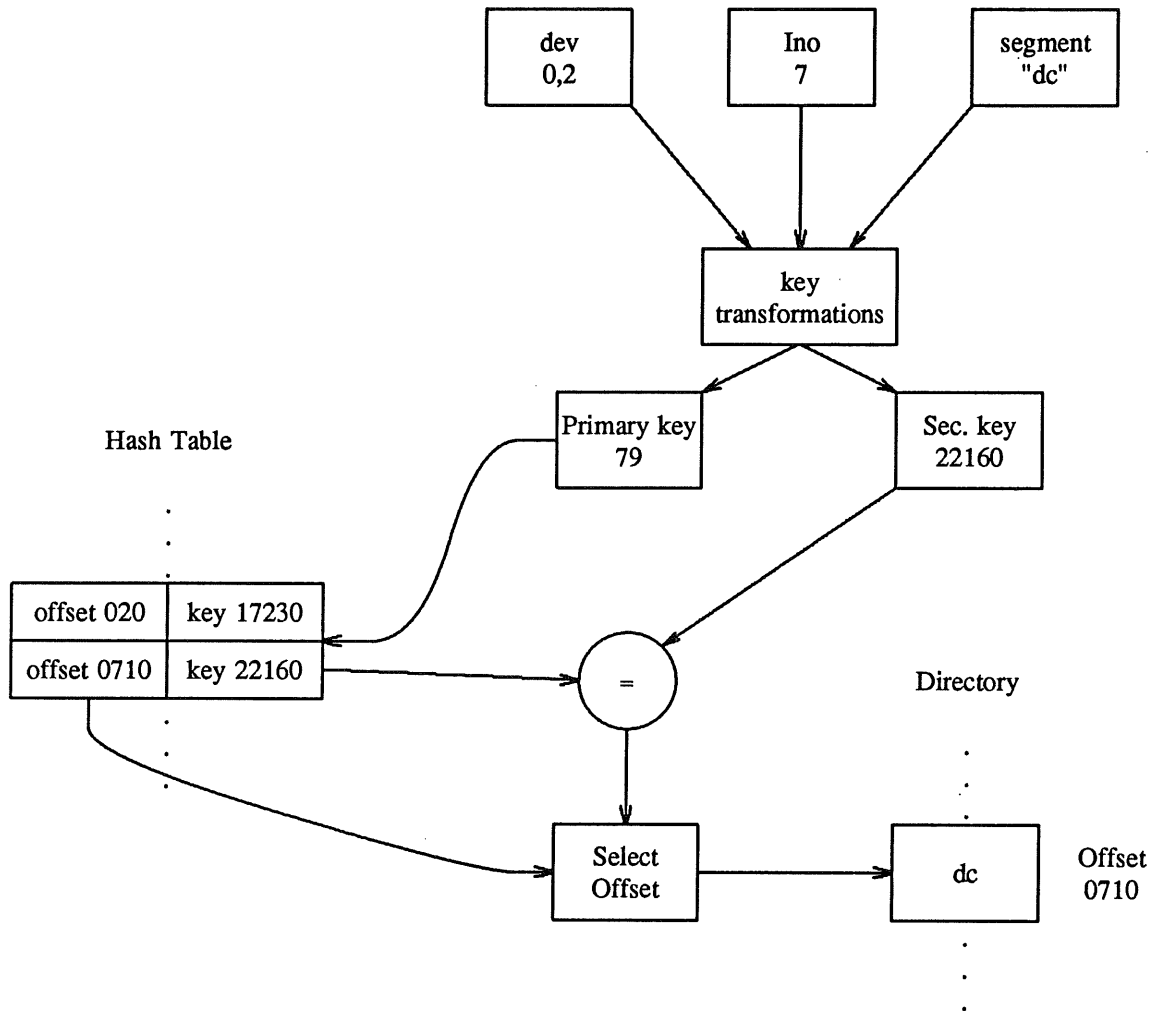 dev
0,2
Ino
7
segment
"dc"
key
transformations
Primary key
79
Sec. key
22160
Hash Table
offset 020
key 17230
offset 0710
key 22160
=
Directory
Select
Offset
dc
Offset
0710